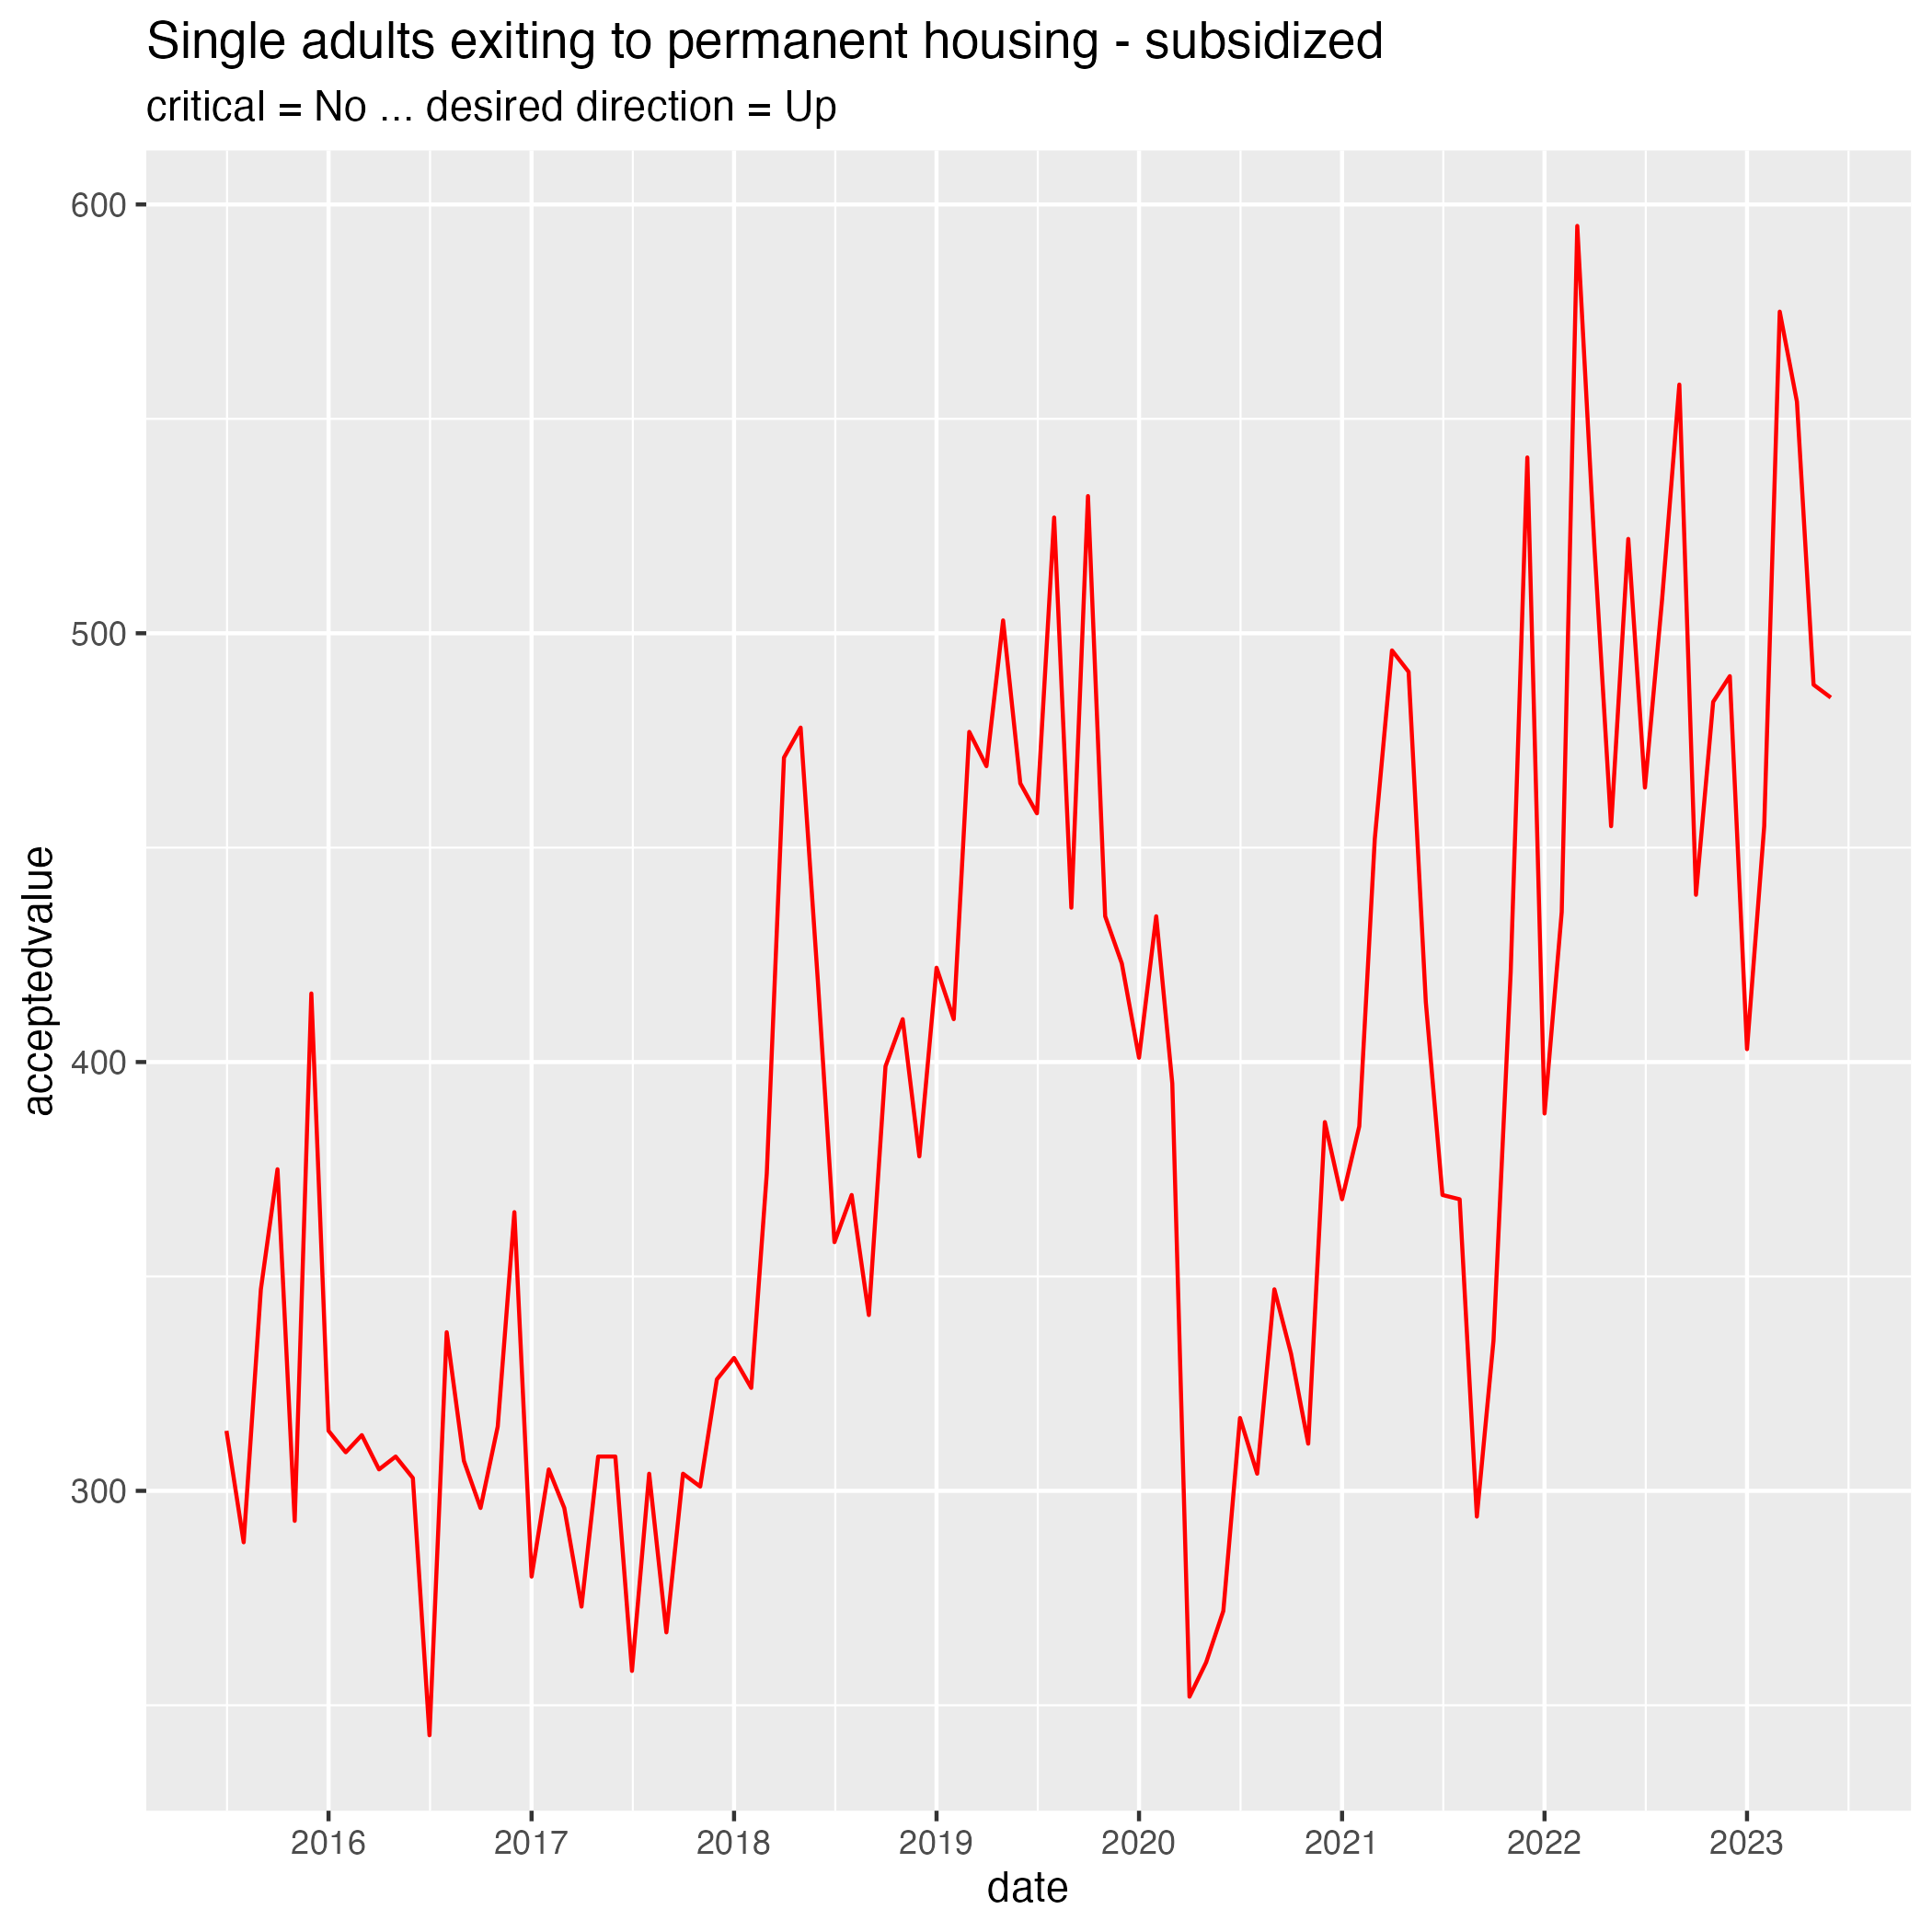 Single adults exiting to permanent housing - subsidized
critical = No ... desired direction = Up
acceptedvalue
600
500
400
300
2016 2017 2018 2019 2020 2021 2022 2023
date